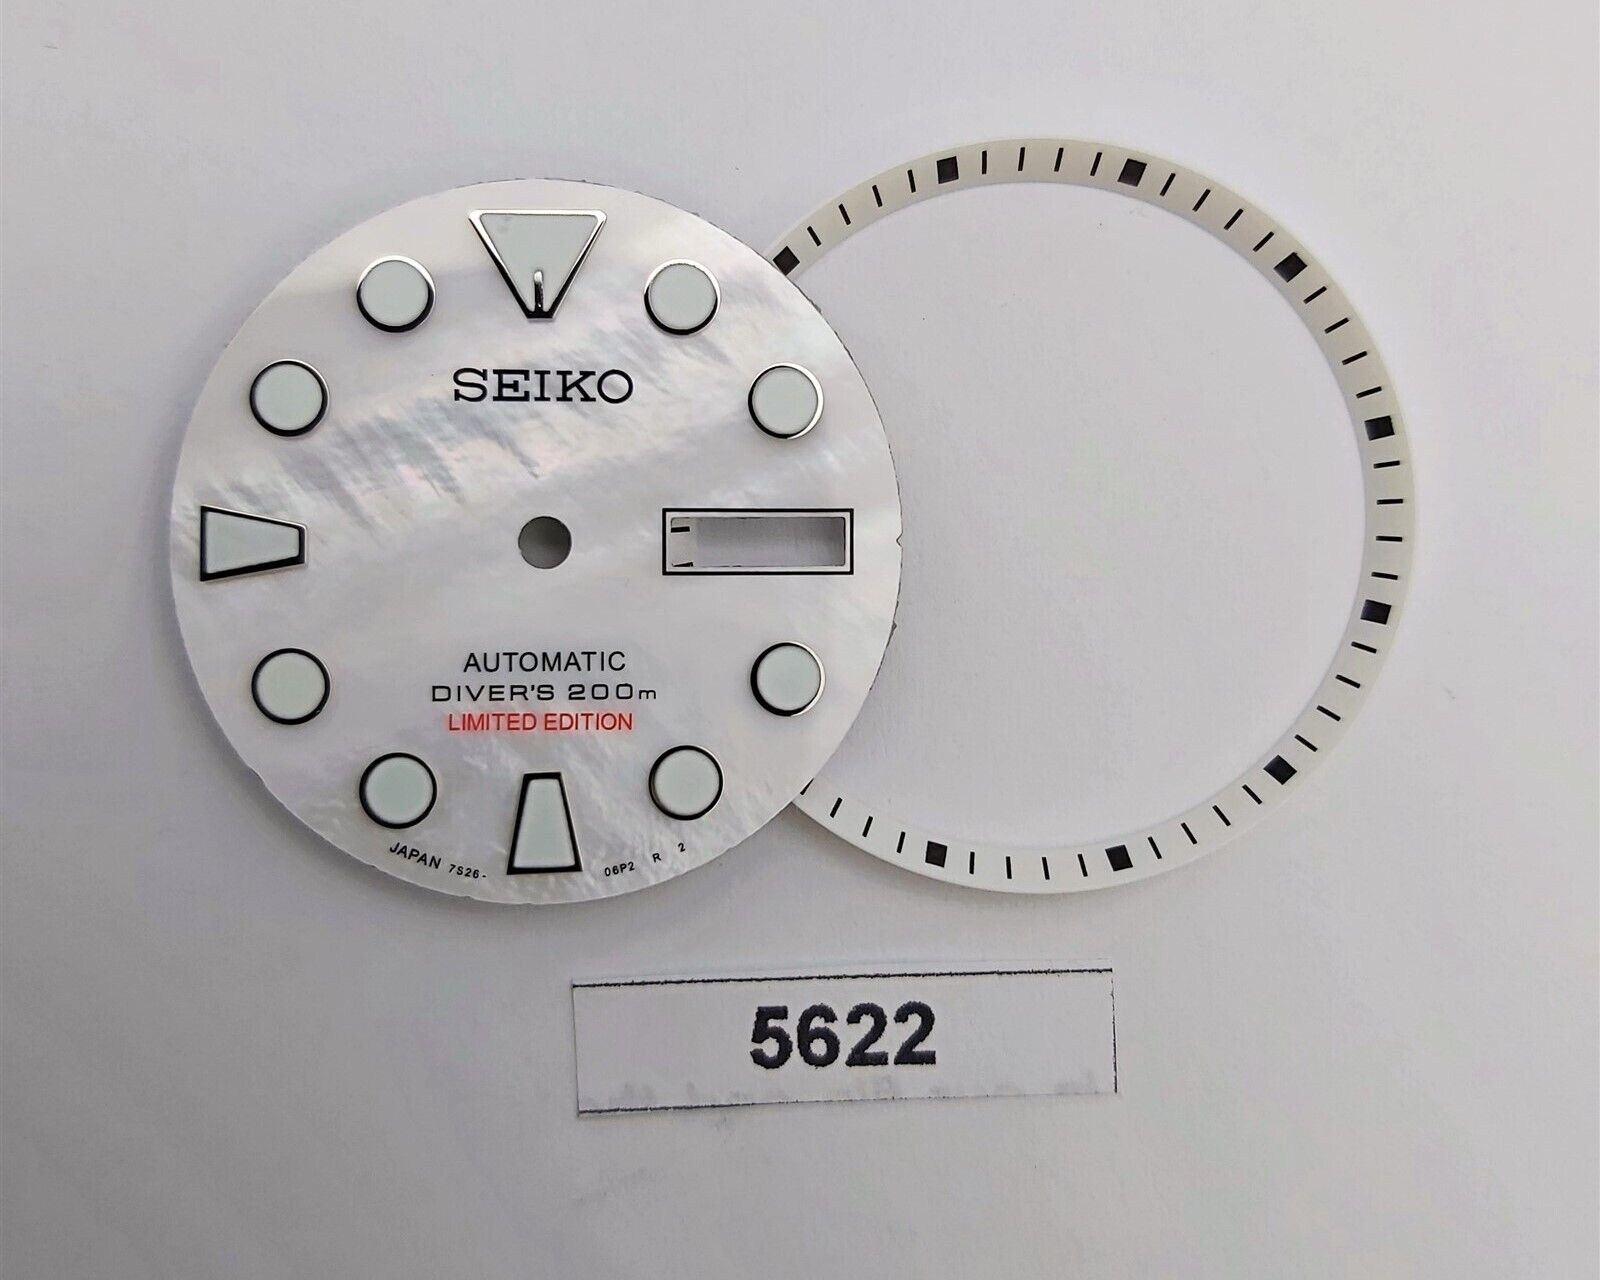 SEIKO
AUTOMATIC
DIVER'S 200m
LIMITED EDITION
JAPAN 7S26- 06P2 R 2
5622